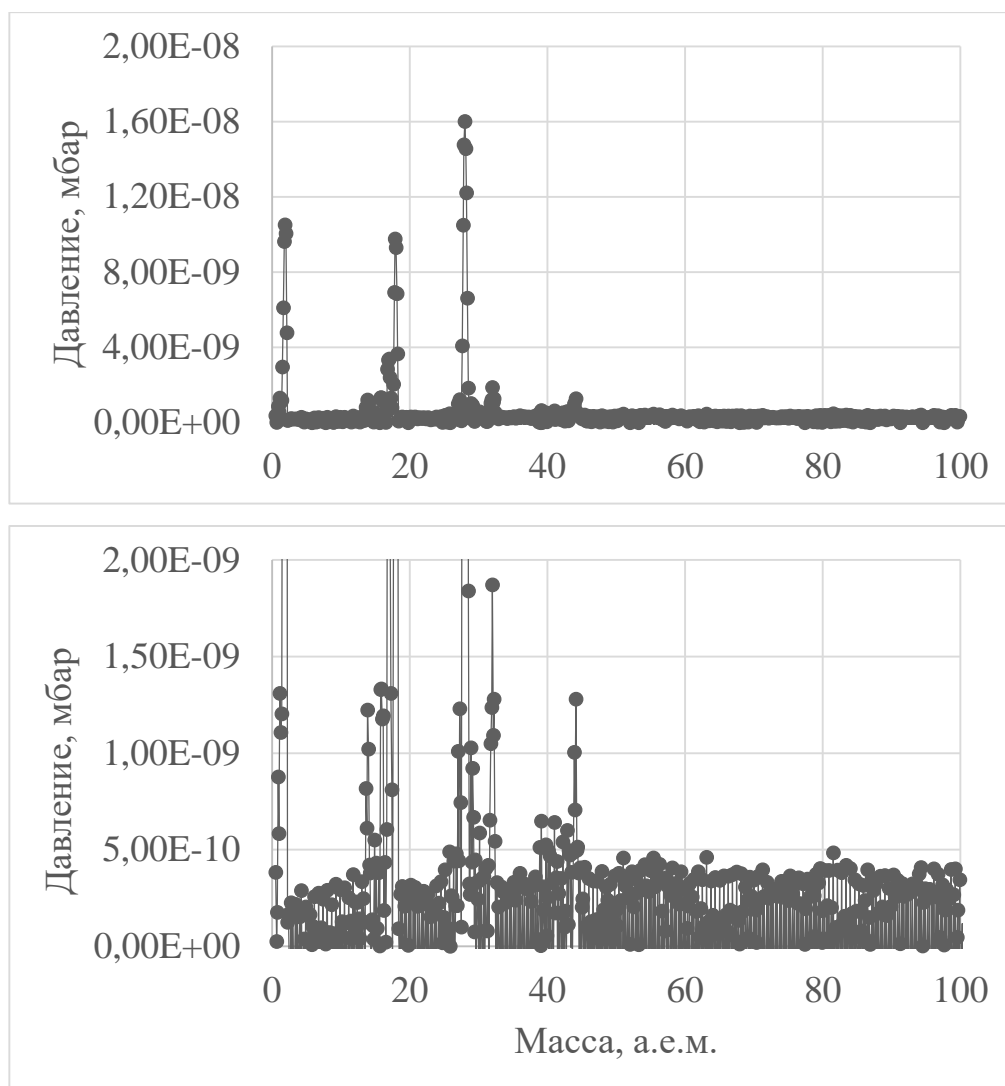 2,00E-08
1,60E-08
1,20E-08
8,00E-09
4,00E-09
0,00E+00
Давление, мбар
0 20 40 60 80 100
2,00E-09
1,50E-09
1,00E-09
5,00E-10
0,00E+00
Давление, мбар
0 20 40 60 80 100
Масса, а.е.м.